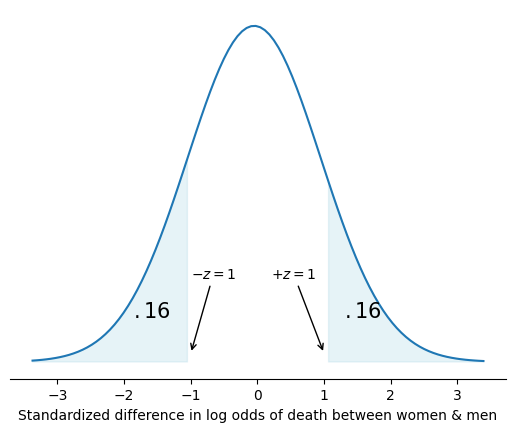 −z = 1
+z = 1
.16
.16
−3 −2 −1 0 1 2 3
Standardized difference in log odds of death between women & men